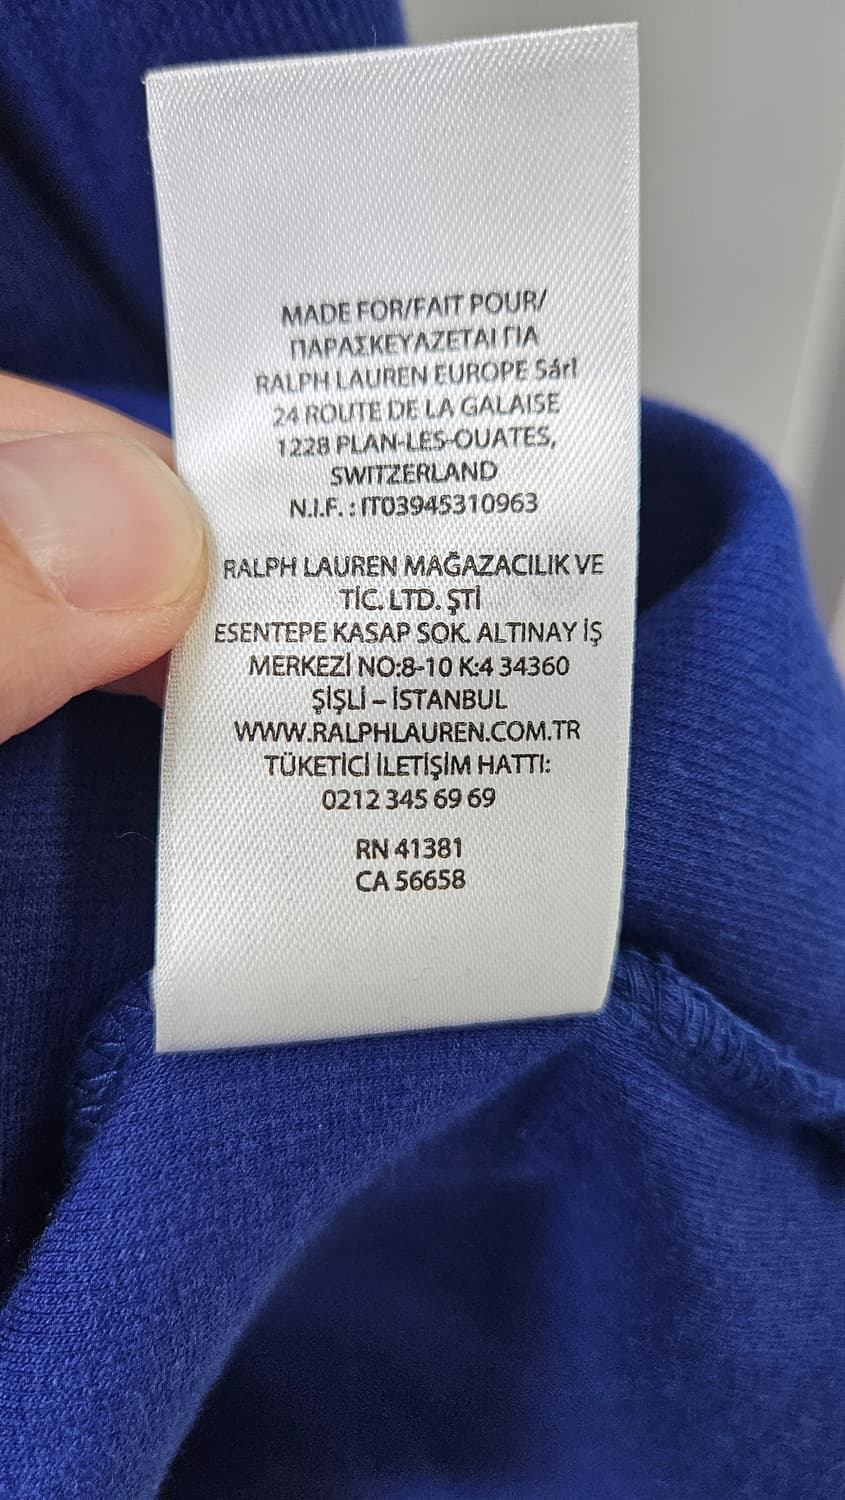 MADE FOR/FAIT POUR/
ΠΑΡΑΣΚΕΥΑΖΕΤΑΙ ΓΙΑ
RALPH LAUREN EUROPE Sárl
24 ROUTE DE LA GALAISE
1228 PLAN-LES-OUATES,
SWITZERLAND
N.I.F. : IT03945310963
RALPH LAUREN MAĞAZACILIK VE
TİC. LTD. ŞTİ
ESENTEPE KASAP SOK. ALTINAY İŞ
MERKEZİ NO:8-10 K:4 34360
ŞİŞLİ – İSTANBUL
WWW.RALPHLAUREN.COM.TR
TÜKETİCİ İLETİŞİM HATTI:
0212 345 69 69
RN 41381
CA 56658